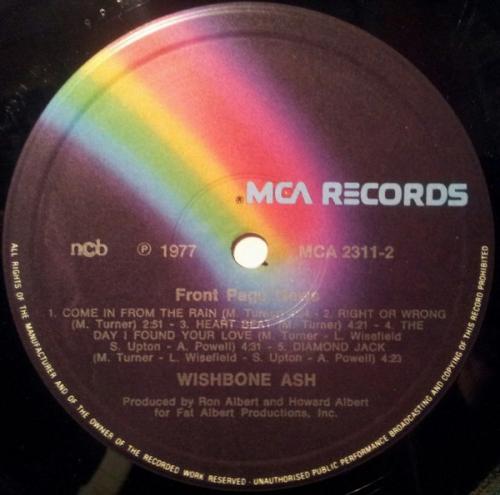 ® MCA RECORDS
ncb ℗ 1977 MCA 2311-2
Front Page News
1. COME IN FROM THE RAIN (M. Turner) - 2. RIGHT OR WRONG
(M. Turner) 2:51 - 3. HEART BEAT (M. Turner) 4:21 - 4. THE
DAY I FOUND YOUR LOVE (M. Turner - L. Wisefield
S. Upton - A. Powell) 4:31 - 5. DIAMOND JACK
(M. Turner - L. Wisefield - S. Upton - A. Powell) 4:23
WISHBONE ASH
Produced by Ron Albert and Howard Albert
for Fat Albert Productions, Inc.
ALL RIGHTS OF THE MANUFACTURER AND OF THE OWNER OF THE RECORDED WORK RESERVED - UNAUTHORISED PUBLIC PERFORMANCE BROADCASTING AND COPYING OF THIS RECORD PROHIBITED